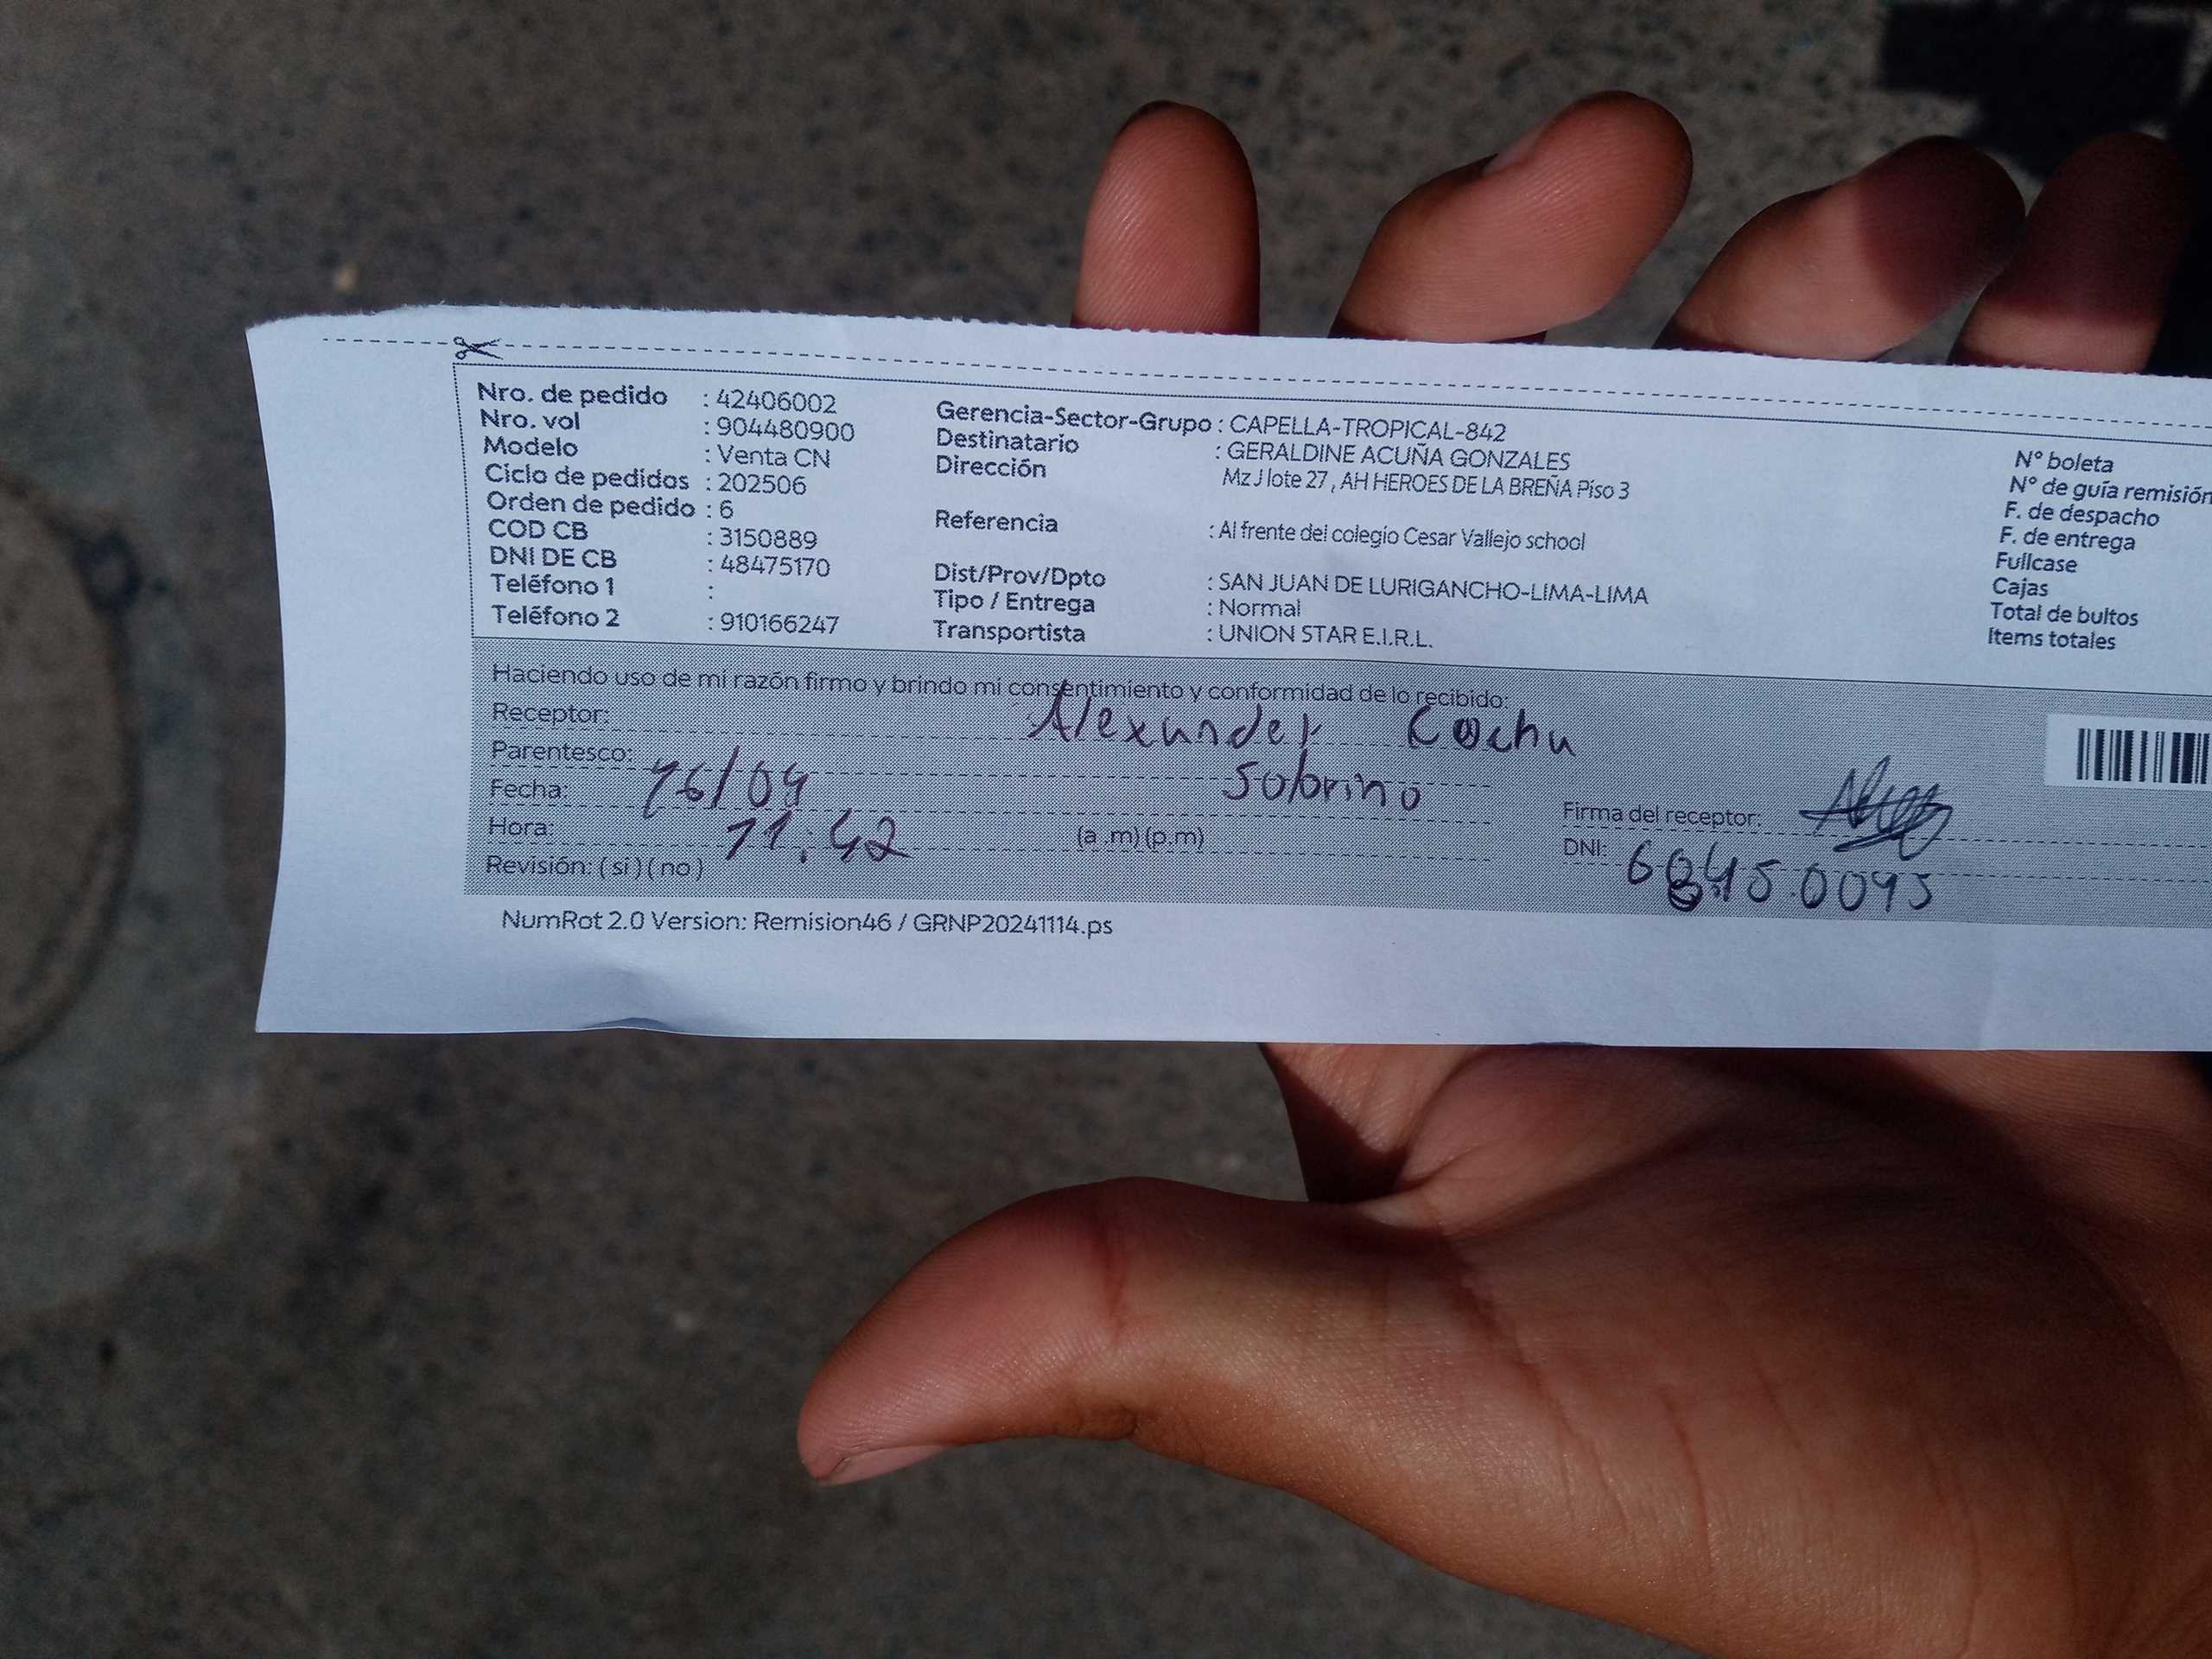 Nro. de pedido : 42406002
Nro. vol : 904480900
Modelo : Venta CN
Ciclo de pedidos : 202506
Orden de pedido : 6
COD CB : 3150889
DNI DE CB : 48475170
Teléfono 1 :
Teléfono 2 : 910166247
Gerencia-Sector-Grupo : CAPELLA-TROPICAL-842
Destinatario : GERALDINE ACUÑA GONZALES
Dirección Mz J lote 27 , AH HEROES DE LA BREÑA Piso 3
Referencia : Al frente del colegio Cesar Vallejo school
Dist/Prov/Dpto : SAN JUAN DE LURIGANCHO-LIMA-LIMA
Tipo / Entrega : Normal
Transportista : UNION STAR E.I.R.L.
N° boleta
N° de guía remisión
F. de despacho
F. de entrega
Fullcase
Cajas
Total de bultos
Items totales
Haciendo uso de mi razón firmo y brindo mi consentimiento y conformidad de lo recibido:
Receptor: Alexander
Parentesco: Sobrino
Fecha: 16/04
Hora: 11:42 (a .m) (p.m)
Revisión: ( si ) ( no )
Firma del receptor:
DNI:
NumRot 2.0 Version: Remision46 / GRNP20241114.ps